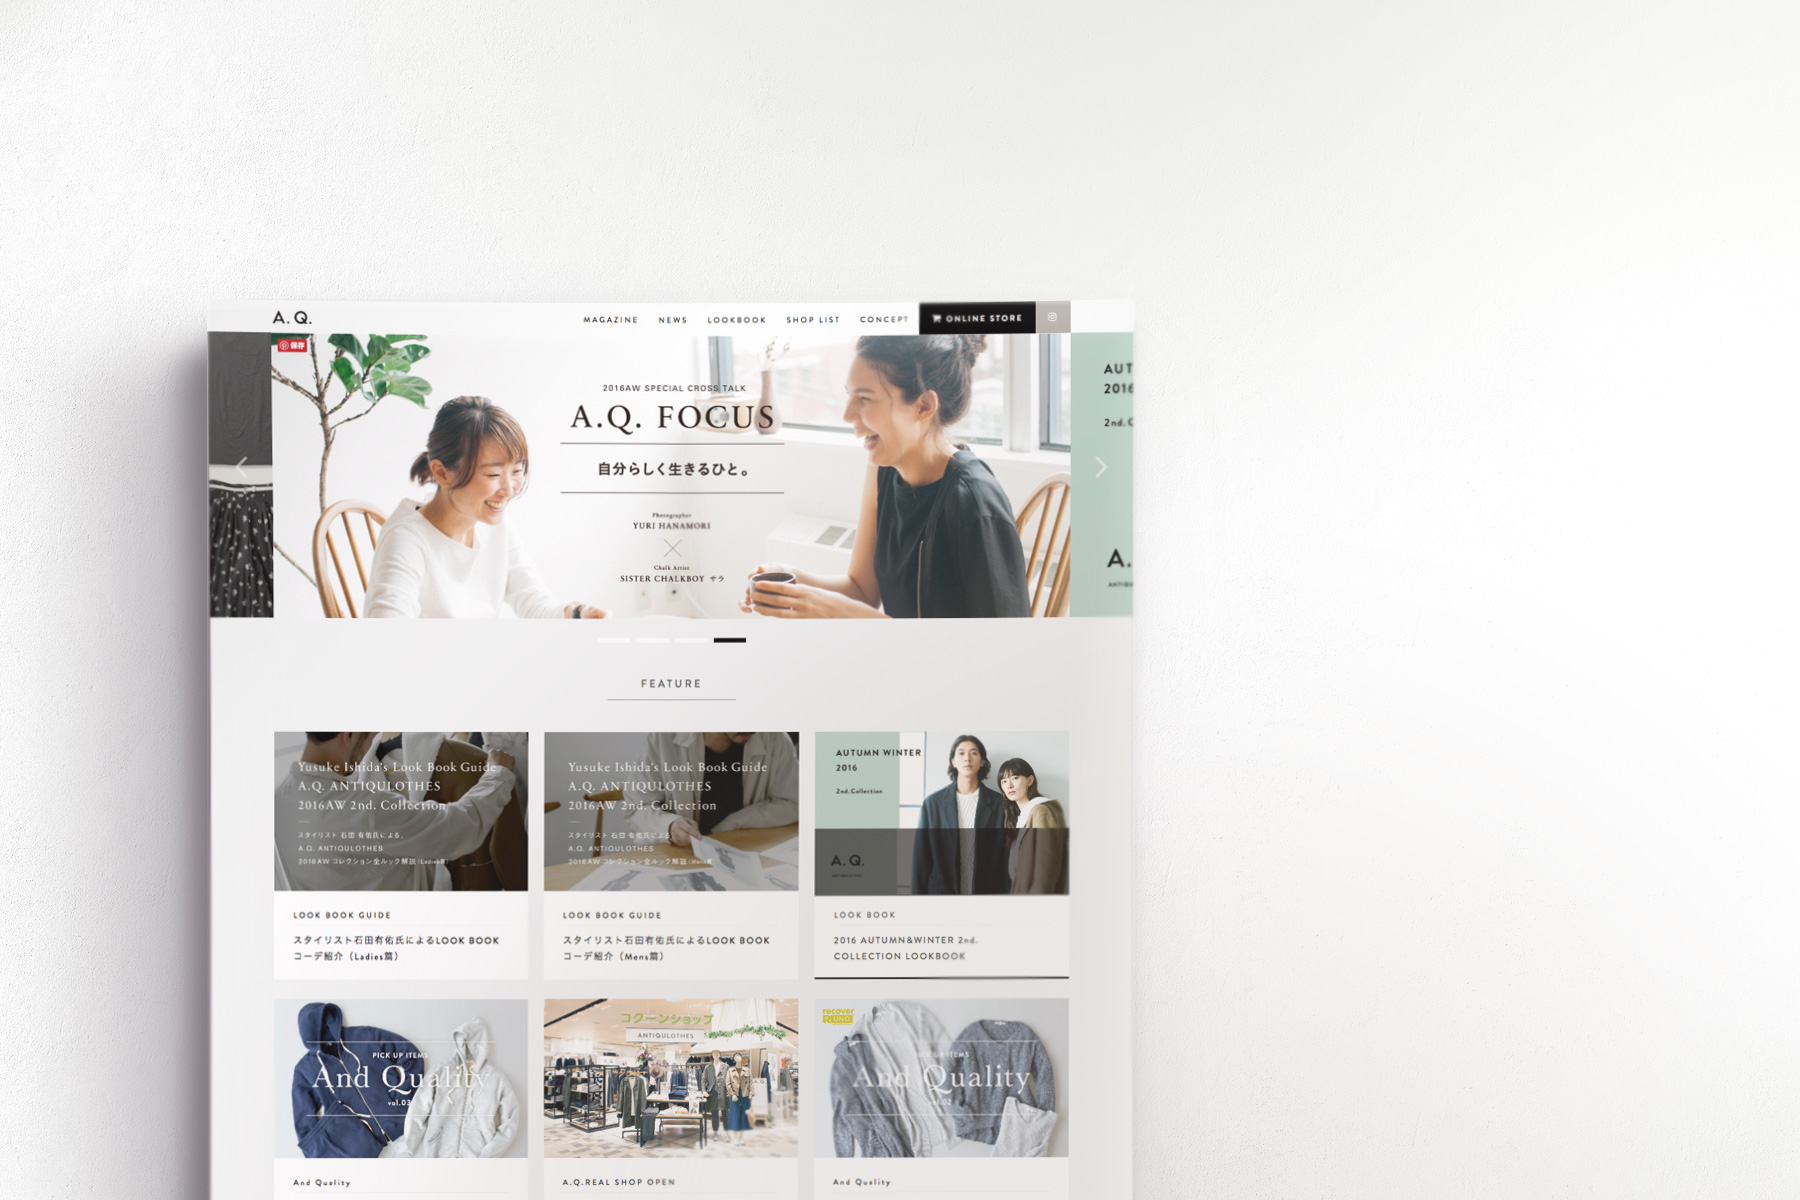 A.Q.
MAGAZINE NEWS LOOKBOOK SHOP LIST CONCEPT ONLINE STORE
保存
2016AW SPECIAL CROSS TALK
A.Q. FOCUS
自分らしく生きるひと。
Photographer
YURI HANAMORI
Chalk Artist
SISTER CHALKBOY サラ
AUT
2016
2nd. C
A.
ANTIQU
FEATURE
Yusuke Ishida's Look Book Guide
A.Q. ANTIQULOTHES
2016AW 2nd. Collection
スタイリスト 石田 有佑氏による、
A.Q. ANTIQULOTHES
2016AW コレクション全ルック解説（Ladies篇）
LOOK BOOK GUIDE
スタイリスト石田有佑氏によるLOOK BOOK
コーデ紹介（Ladies篇）
Yusuke Ishida's Look Book Guide
A.Q. ANTIQULOTHES
2016AW 2nd. Collection
スタイリスト 石田 有佑氏による、
A.Q. ANTIQULOTHES
2016AW コレクション全ルック解説（Mens篇）
LOOK BOOK GUIDE
スタイリスト石田有佑氏によるLOOK BOOK
コーデ紹介（Mens篇）
AUTUMN WINTER
2016
2nd. Collection
A.Q.
LOOK BOOK
2016 AUTUMN&WINTER 2nd.
COLLECTION LOOKBOOK
PICK UP ITEMS
And Quality
vol.03
And Quality
コクーンショップ
ANTIQULOTHES
A.Q.REAL SHOP OPEN
recover
UNO
PICK UP ITEMS
And Quality
vol.02
And Quality